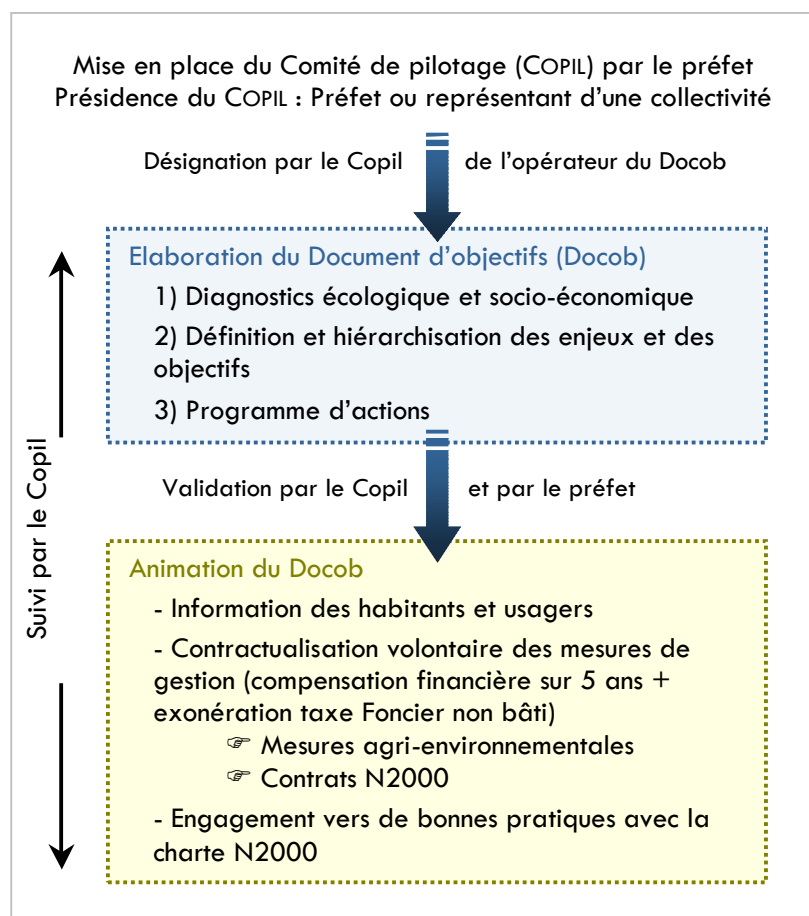 Mise en place du Comité de pilotage (COPIL) par le préfet
Présidence du COPIL : Préfet ou représentant d'une collectivité
Désignation par le Copil de l'opérateur du Docob
Elaboration du Document d'objectifs (Docob)
1) Diagnostics écologique et socio-économique
2) Définition et hiérarchisation des enjeux et des
objectifs
3) Programme d'actions
Suivi par le Copil
Validation par le Copil et par le préfet
Animation du Docob
- Information des habitants et usagers
- Contractualisation volontaire des mesures de
gestion (compensation financière sur 5 ans +
exonération taxe Foncier non bâti)
☞ Mesures agri-environnementales
☞ Contrats N2000
- Engagement vers de bonnes pratiques avec la
charte N2000